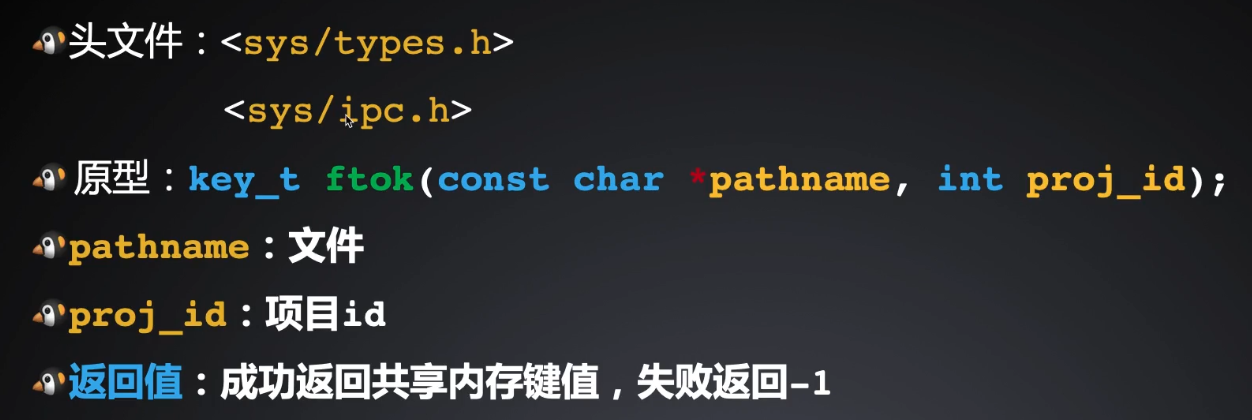 头文件：<sys/types.h>
<sys/ipc.h>
原型：key_t ftok(const char *pathname, int proj_id);
pathname：文件
proj_id：项目id
返回值：成功返回共享内存键值，失败返回-1